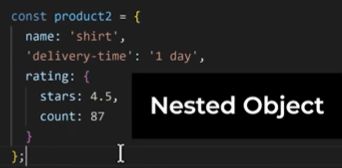 const product2 = {
  name: 'shirt',
  'delivery-time': '1 day',
  rating: {
    stars: 4.5,
    count: 87
  }
};
Nested Object